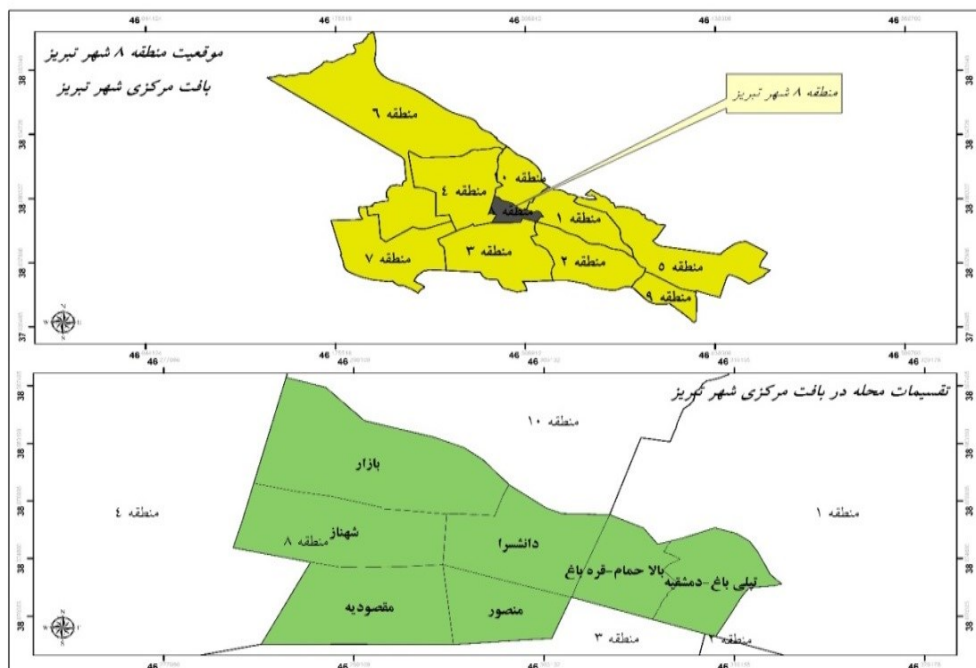 موقعیت منطقه ۸ شهر تبریز
بافت مرکزی شهر تبریز
منطقه ۸ شهر تبریز
منطقه ۶
منطقه ۱۰
منطقه ۴
منطقه ۸
منطقه ۱
منطقه ۷
منطقه ۳
منطقه ۲
منطقه ۵
منطقه ۹
تقسیمات محله در بافت مرکزی شهر تبریز
منطقه ۱۰
بازار
منطقه ۴
منطقه ۱
شهناز
منطقه ۸
دانشسرا
بالا حمام-قره باغ
تپلی باغ-دمشقیه
مقصودیه
منصور
منطقه ۳
منطقه ۲